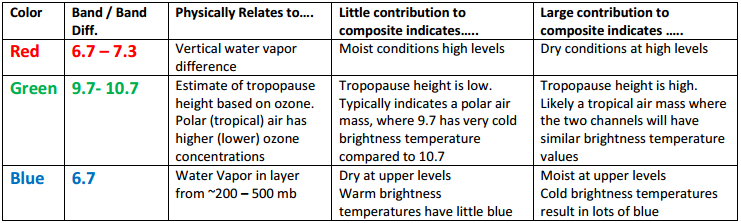 Color
Band / Band
Diff.
Physically Relates to….
Little contribution to
composite indicates…..
Large contribution to
composite indicates …..
Red
6.7 – 7.3
Vertical water vapor
difference
Moist conditions high levels
Dry conditions at high levels
Green
9.7- 10.7
Estimate of tropopause
height based on ozone.
Polar (tropical) air has
higher (lower) ozone
concentrations
Tropopause height is low.
Typically indicates a polar air
mass, where 9.7 has very cold
brightness temperature
compared to 10.7
Tropopause height is high.
Likely a tropical air mass where
the two channels will have
similar brightness temperature
values
Blue
6.7
Water Vapor in layer
from ~200 – 500 mb
Dry at upper levels
Warm brightness
temperatures have little blue
Moist at upper levels
Cold brightness temperatures
result in lots of blue